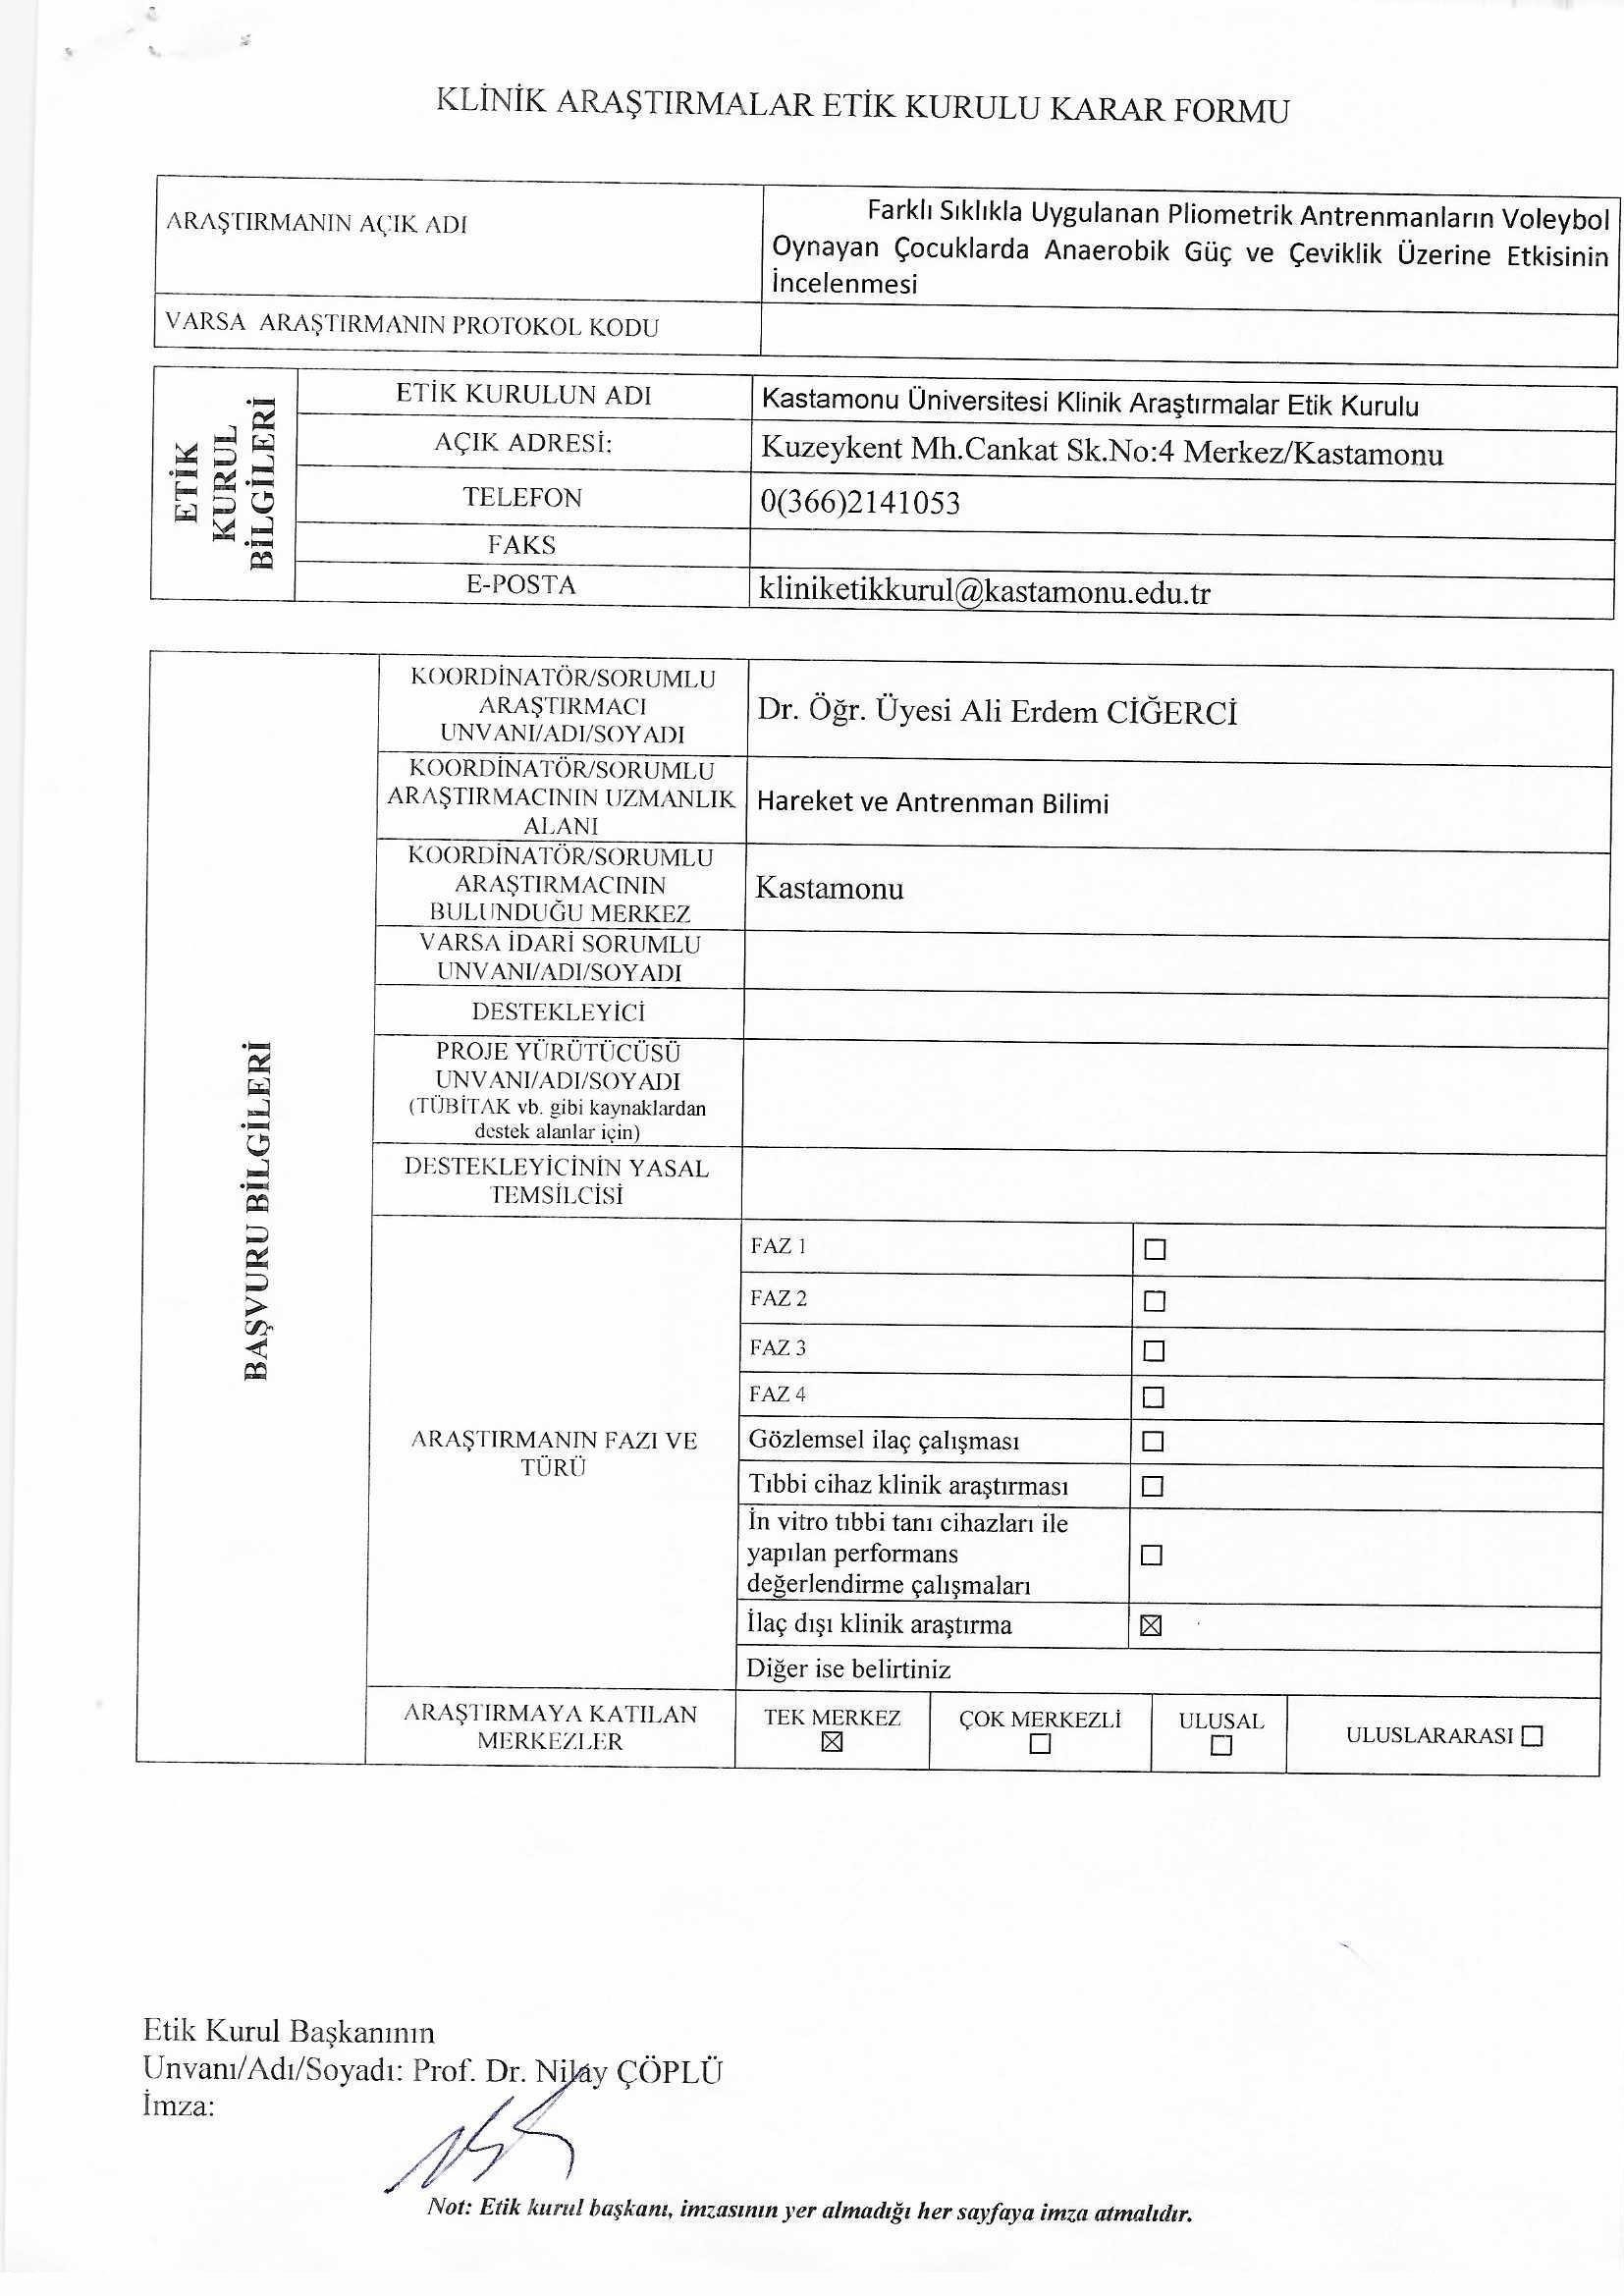 KLİNİK ARAŞTIRMALAR ETİK KURULU KARAR FORMU
ARAŞTIRMANIN AÇIK ADI
Farklı Sıklıkla Uygulanan Pliometrik Antrenmanların Voleybol
Oynayan Çocuklarda Anaerobik Güç ve Çeviklik Üzerine Etkisinin
İncelenmesi
VARSA ARAŞTIRMANIN PROTOKOL KODU
ETİK
KURUL
BİLGİLERİ
ETİK KURULUN ADI
Kastamonu Üniversitesi Klinik Araştırmalar Etik Kurulu
AÇIK ADRESİ:
Kuzeykent Mh.Cankat Sk.No:4 Merkez/Kastamonu
TELEFON
0(366)2141053
FAKS
E-POSTA
kliniketikkurul@kastamonu.edu.tr
BAŞVURU BİLGİLERİ
KOORDİNATÖR/SORUMLU
ARAŞTIRMACI
UNVANI/ADI/SOYADI
Dr. Öğr. Üyesi Ali Erdem CİĞERCİ
KOORDİNATÖR/SORUMLU
ARAŞTIRMACININ UZMANLIK
ALANI
Hareket ve Antrenman Bilimi
KOORDİNATÖR/SORUMLU
ARAŞTIRMACININ
BULUNDUĞU MERKEZ
Kastamonu
VARSA İDARİ SORUMLU
UNVANI/ADI/SOYADI
DESTEKLEYİCİ
PROJE YÜRÜTÜCÜSÜ
UNVANI/ADI/SOYADI
(TÜBİTAK vb. gibi kaynaklardan
destek alanlar için)
DESTEKLEYİCİNİN YASAL
TEMSİLCİSİ
ARAŞTIRMANIN FAZI VE
TÜRÜ
FAZ 1 ☐
FAZ 2 ☐
FAZ 3 ☐
FAZ 4 ☐
Gözlemsel ilaç çalışması ☐
Tıbbi cihaz klinik araştırması ☐
İn vitro tıbbi tanı cihazları ile
yapılan performans
değerlendirme çalışmaları ☐
İlaç dışı klinik araştırma ☒
Diğer ise belirtiniz
ARAŞTIRMAYA KATILAN
MERKEZLER
TEK MERKEZ ☒
ÇOK MERKEZLİ ☐
ULUSAL ☐
ULUSLARARASI ☐
Etik Kurul Başkanının
Unvanı/Adı/Soyadı: Prof. Dr. Nilay ÇÖPLÜ
İmza:
Not: Etik kurul başkanı, imzasının yer almadığı her sayfaya imza atmalıdır.